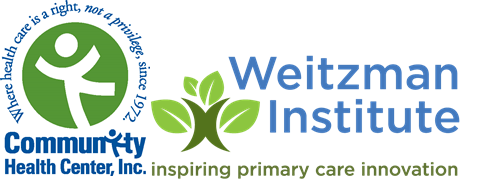 Where health care is a right, not a privilege, since 1972.
Community
Health Center, Inc.
Weitzman
Institute
inspiring primary care innovation